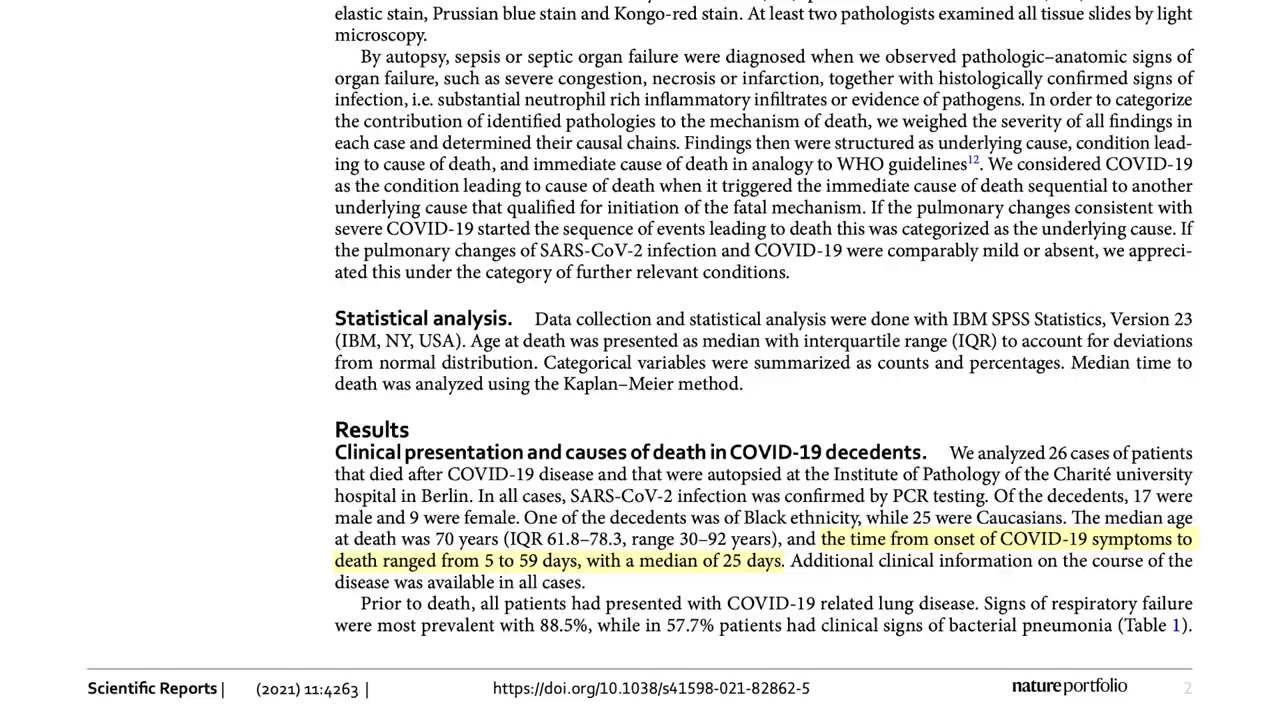 elastic stain, Prussian blue stain and Kongo-red stain. At least two pathologists examined all tissue slides by light
microscopy.
By autopsy, sepsis or septic organ failure were diagnosed when we observed pathologic–anatomic signs of
organ failure, such as severe congestion, necrosis or infarction, together with histologically confirmed signs of
infection, i.e. substantial neutrophil rich inflammatory infiltrates or evidence of pathogens. In order to categorize
the contribution of identified pathologies to the mechanism of death, we weighed the severity of all findings in
each case and determined their causal chains. Findings then were structured as underlying cause, condition lead-
ing to cause of death, and immediate cause of death in analogy to WHO guidelines12. We considered COVID-19
as the condition leading to cause of death when it triggered the immediate cause of death sequential to another
underlying cause that qualified for initiation of the fatal mechanism. If the pulmonary changes consistent with
severe COVID-19 started the sequence of events leading to death this was categorized as the underlying cause. If
the pulmonary changes of SARS-CoV-2 infection and COVID-19 were comparably mild or absent, we appreci-
ated this under the category of further relevant conditions.
Statistical analysis. Data collection and statistical analysis were done with IBM SPSS Statistics, Version 23
(IBM, NY, USA). Age at death was presented as median with interquartile range (IQR) to account for deviations
from normal distribution. Categorical variables were summarized as counts and percentages. Median time to
death was analyzed using the Kaplan–Meier method.
Results
Clinical presentation and causes of death in COVID-19 decedents. We analyzed 26 cases of patients
that died after COVID-19 disease and that were autopsied at the Institute of Pathology of the Charité university
hospital in Berlin. In all cases, SARS-CoV-2 infection was confirmed by PCR testing. Of the decedents, 17 were
male and 9 were female. One of the decedents was of Black ethnicity, while 25 were Caucasians. The median age
at death was 70 years (IQR 61.8–78.3, range 30–92 years), and the time from onset of COVID-19 symptoms to
death ranged from 5 to 59 days, with a median of 25 days. Additional clinical information on the course of the
disease was available in all cases.
Prior to death, all patients had presented with COVID-19 related lung disease. Signs of respiratory failure
were most prevalent with 88.5%, while in 57.7% patients had clinical signs of bacterial pneumonia (Table 1).
Scientific Reports | (2021) 11:4263 | https://doi.org/10.1038/s41598-021-82862-5 natureportfolio 2